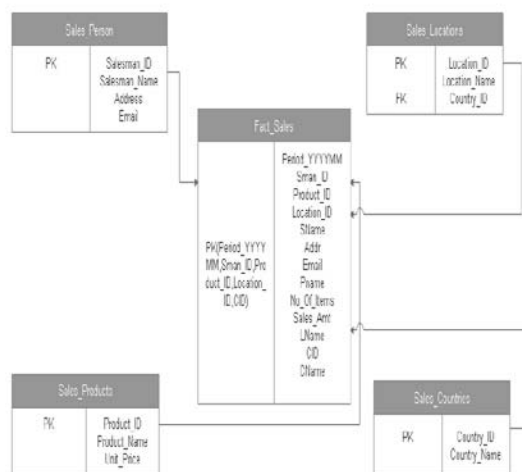 Sales_Person
PK
Salesman_ID
Salesman_Name
Address
Email
Sales_Locations
PK
Location_ID
Location_Name
FK
Country_ID
Fact_Sales
PK(Period_YYYY
MM,Sman_ID,Pro
duct_ID,Location_
ID,CID)
Period_YYYYMM
Sman_ID
Product_ID
Location_ID
SName
Addr
Email
Pname
No_Of_Items
Sales_Amt
LName
CID
CName
Sales_Products
PK
Product_ID
Product_Name
Unit_Price
Sales_Countries
PK
Country_ID
Country_Name